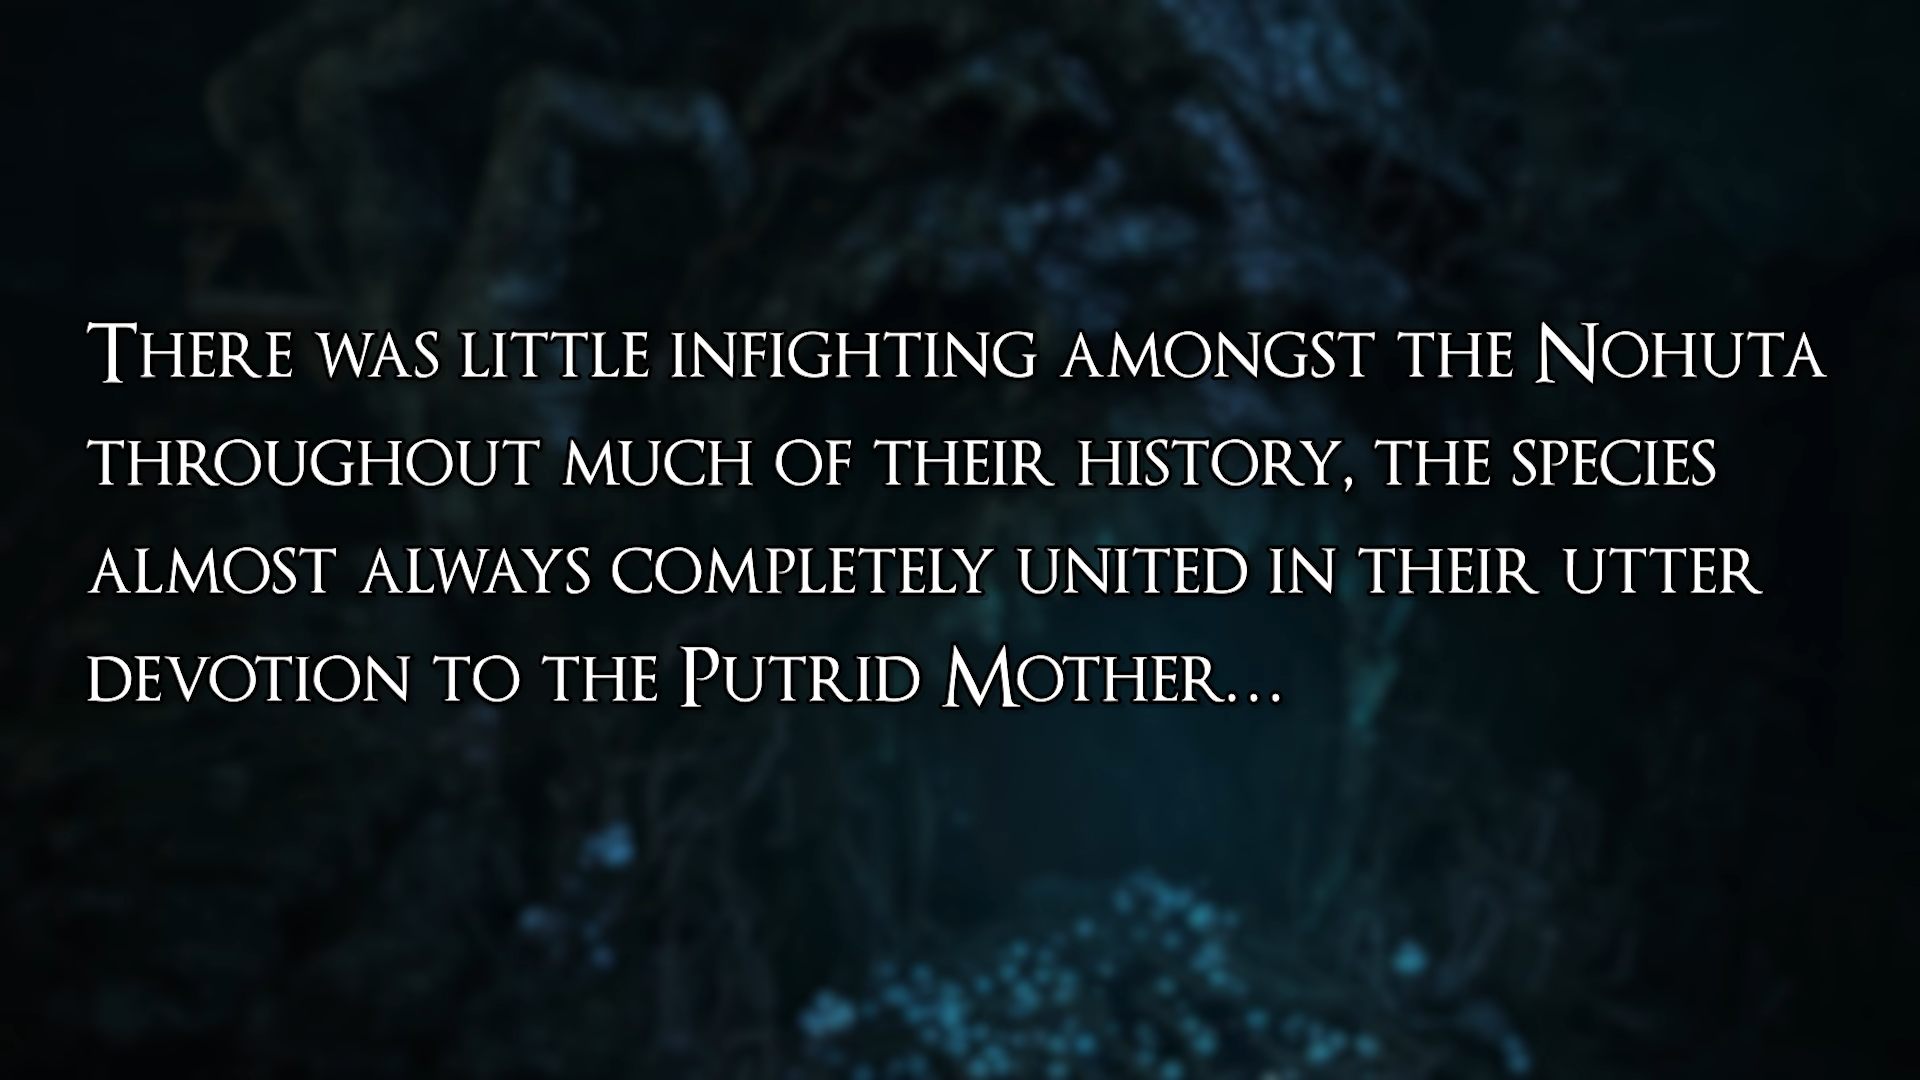 There was little infighting amongst the Nohuta
throughout much of their history, the species
almost always completely united in their utter
devotion to the Putrid Mother...